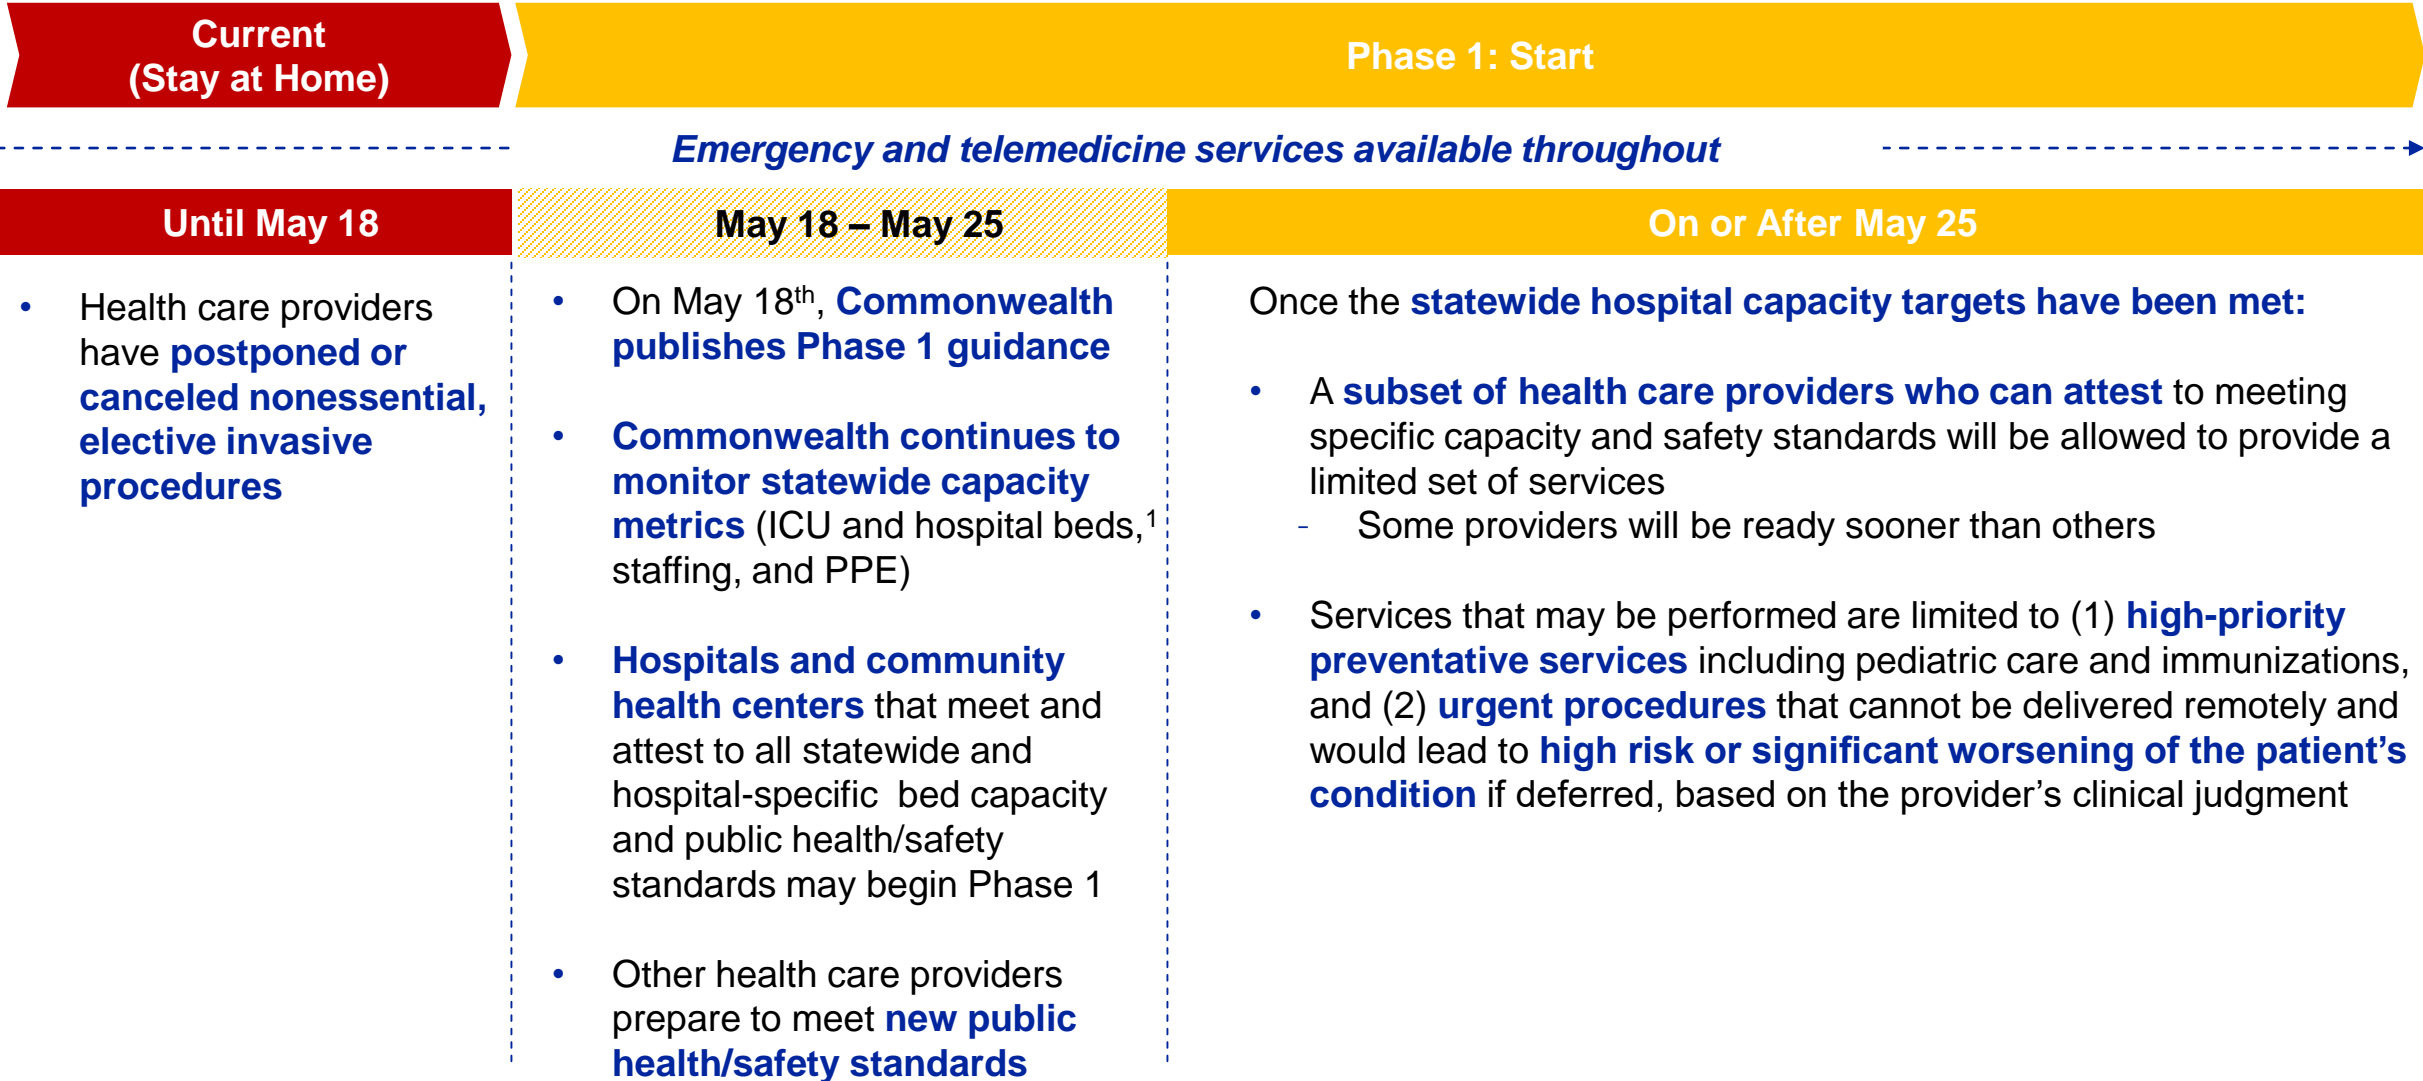 Current
(Stay at Home)
Phase 1: Start
Emergency and telemedicine services available throughout
Until May 18
• Health care providers
have postponed or
canceled nonessential,
elective invasive
procedures
May 18 – May 25
• On May 18th, Commonwealth
publishes Phase 1 guidance
• Commonwealth continues to
monitor statewide capacity
metrics (ICU and hospital beds,1
staffing, and PPE)
• Hospitals and community
health centers that meet and
attest to all statewide and
hospital-specific bed capacity
and public health/safety
standards may begin Phase 1
• Other health care providers
prepare to meet new public
health/safety standards
On or After May 25
Once the statewide hospital capacity targets have been met:
• A subset of health care providers who can attest to meeting
specific capacity and safety standards will be allowed to provide a
limited set of services
- Some providers will be ready sooner than others
• Services that may be performed are limited to (1) high-priority
preventative services including pediatric care and immunizations,
and (2) urgent procedures that cannot be delivered remotely and
would lead to high risk or significant worsening of the patient’s
condition if deferred, based on the provider’s clinical judgment